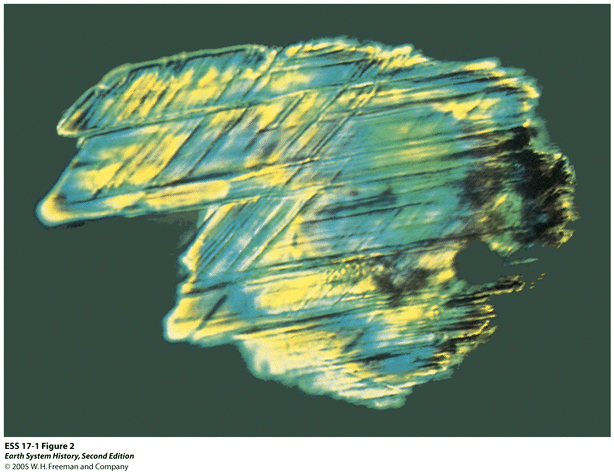 ESS 17-1 Figure 2
Earth System History, Second Edition
© 2005 W. H. Freeman and Company